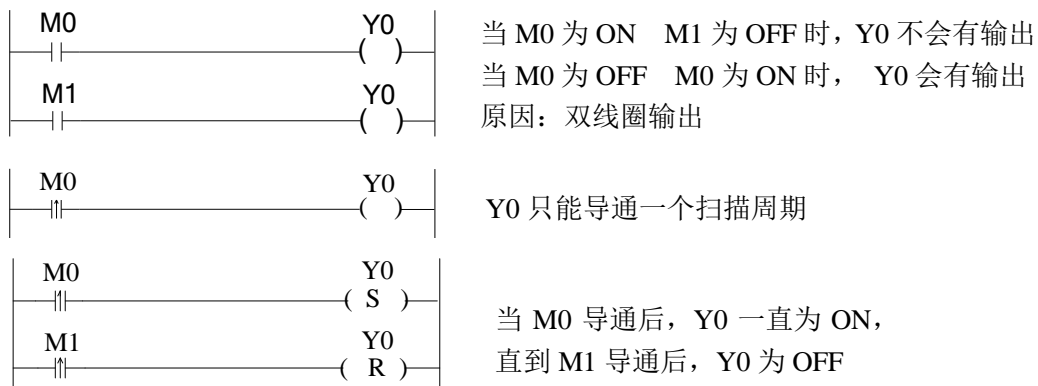 M0 Y0
当 M0 为 ON M1 为 OFF 时，Y0 不会有输出
当 M0 为 OFF M0 为 ON 时， Y0 会有输出
M1 Y0
原因：双线圈输出
M0 Y0
Y0 只能导通一个扫描周期
M0 Y0
S
当 M0 导通后，Y0 一直为 ON，
M1 Y0
R
直到 M1 导通后，Y0 为 OFF